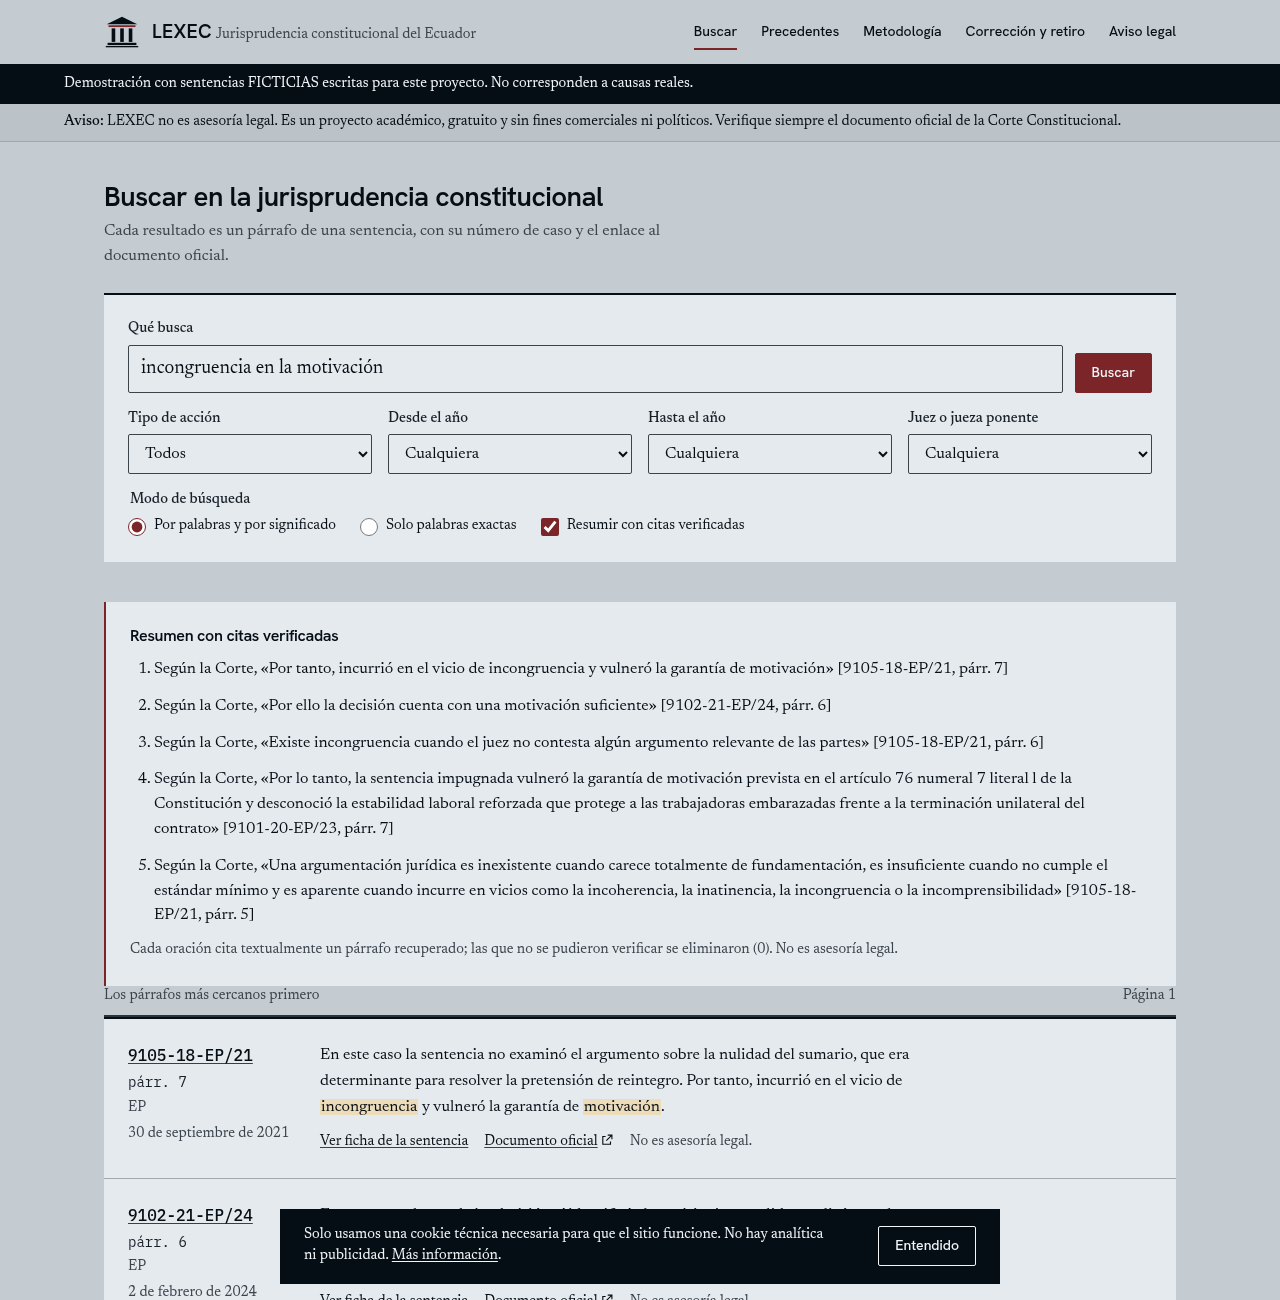 LEXEC Jurisprudencia constitucional del Ecuador
Buscar Precedentes Metodología Corrección y retiro Aviso legal
Demostración con sentencias FICTICIAS escritas para este proyecto. No corresponden a causas reales.
Aviso: LEXEC no es asesoría legal. Es un proyecto académico, gratuito y sin fines comerciales ni políticos. Verifique siempre el documento oficial de la Corte Constitucional.
Buscar en la jurisprudencia constitucional
Cada resultado es un párrafo de una sentencia, con su número de caso y el enlace al
documento oficial.
Qué busca
incongruencia en la motivación
Buscar
Tipo de acción Desde el año Hasta el año Juez o jueza ponente
Todos Cualquiera Cualquiera Cualquiera
Modo de búsqueda
Por palabras y por significado Solo palabras exactas Resumir con citas verificadas
Resumen con citas verificadas
1. Según la Corte, «Por tanto, incurrió en el vicio de incongruencia y vulneró la garantía de motivación» [9105-18-EP/21, párr. 7]
2. Según la Corte, «Por ello la decisión cuenta con una motivación suficiente» [9102-21-EP/24, párr. 6]
3. Según la Corte, «Existe incongruencia cuando el juez no contesta algún argumento relevante de las partes» [9105-18-EP/21, párr. 6]
4. Según la Corte, «Por lo tanto, la sentencia impugnada vulneró la garantía de motivación prevista en el artículo 76 numeral 7 literal l de la
Constitución y desconoció la estabilidad laboral reforzada que protege a las trabajadoras embarazadas frente a la terminación unilateral del
contrato» [9101-20-EP/23, párr. 7]
5. Según la Corte, «Una argumentación jurídica es inexistente cuando carece totalmente de fundamentación, es insuficiente cuando no cumple el
estándar mínimo y es aparente cuando incurre en vicios como la incoherencia, la inatinencia, la incongruencia o la incomprensibilidad» [9105-18-
EP/21, párr. 5]
Cada oración cita textualmente un párrafo recuperado; las que no se pudieron verificar se eliminaron (0). No es asesoría legal.
Los párrafos más cercanos primero Página 1
9105-18-EP/21
párr. 7
EP
30 de septiembre de 2021
En este caso la sentencia no examinó el argumento sobre la nulidad del sumario, que era
determinante para resolver la pretensión de reintegro. Por tanto, incurrió en el vicio de
incongruencia y vulneró la garantía de motivación.
Ver ficha de la sentencia Documento oficial No es asesoría legal.
9102-21-EP/24
párr. 6
EP
2 de febrero de 2024
Solo usamos una cookie técnica necesaria para que el sitio funcione. No hay analítica
ni publicidad. Más información.
Entendido
Ver ficha de la sentencia Documento oficial No es asesoría legal.